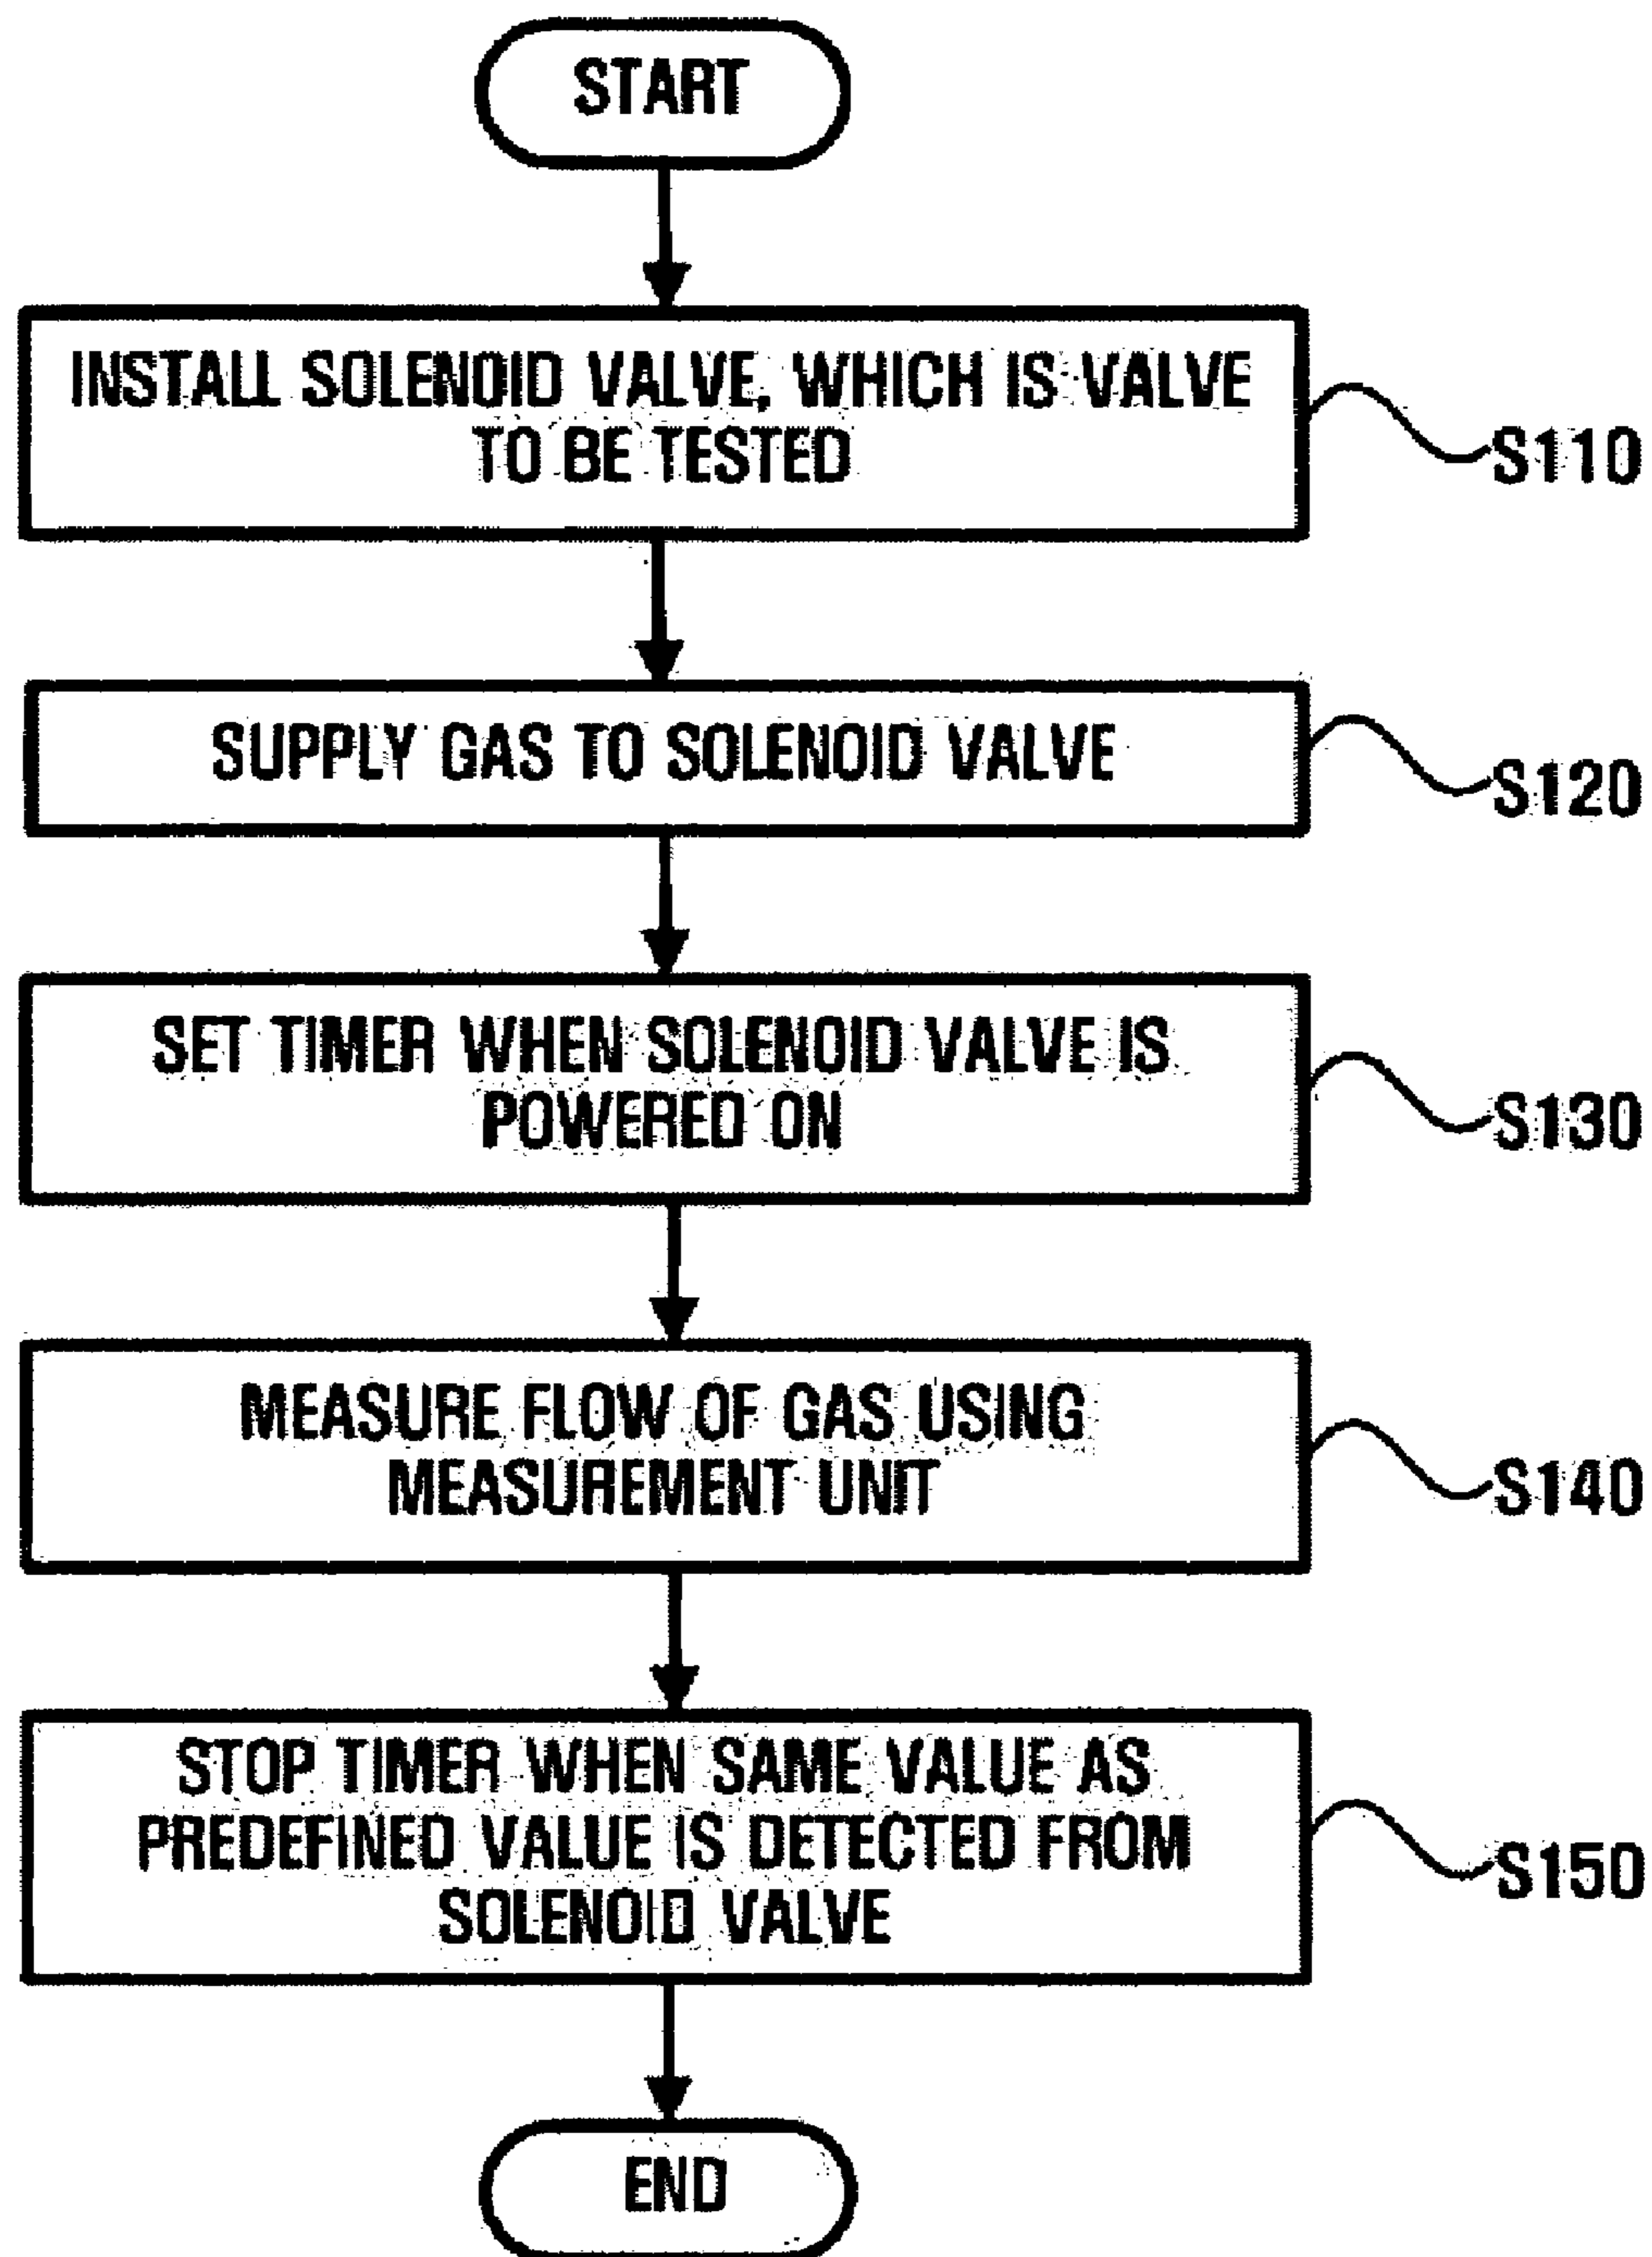 START
INSTALL SOLENOID VALVE, WHICH IS VALVE
TO BE TESTED
S110
SUPPLY GAS TO SOLENOID VALVE
S120
SET TIMER WHEN SOLENOID VALVE IS
POWERED ON
S130
MEASURE FLOW OF GAS USING
MEASUREMENT UNIT
S140
STOP TIMER WHEN SAME VALUE AS
PREDEFINED VALUE IS DETECTED FROM
SOLENOID VALVE
S150
END